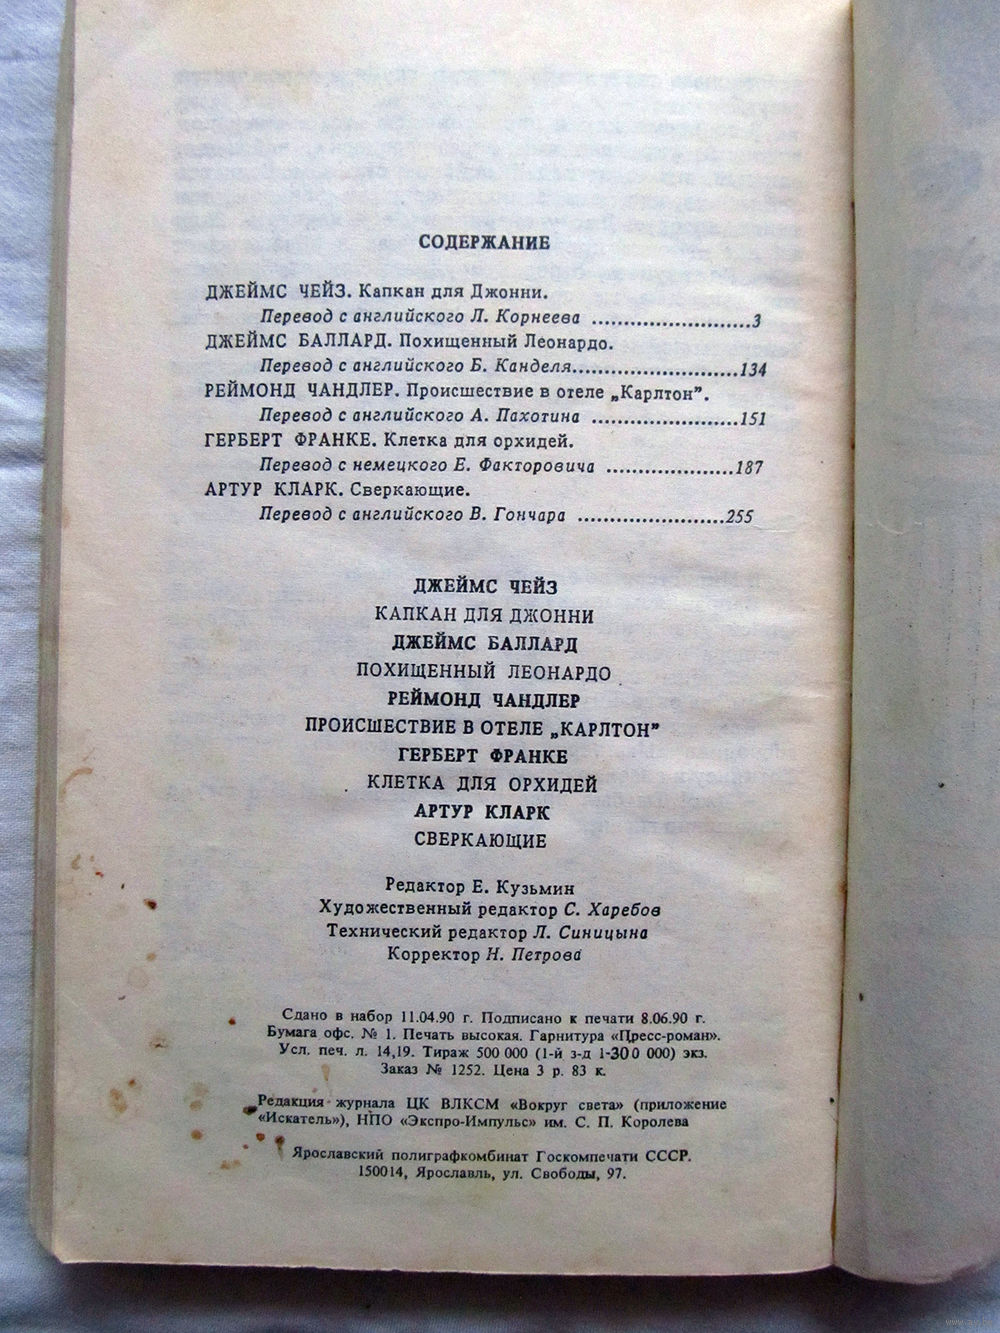 СОДЕРЖАНИЕ
ДЖЕЙМС ЧЕЙЗ. Капкан для Джонни.
Перевод с английского Л. Корнеева ........................3
ДЖЕЙМС БАЛЛАРД. Похищенный Леонардо.
Перевод с английского Б. Канделя..........................134
РЕЙМОНД ЧАНДЛЕР. Происшествие в отеле „Карлтон”.
Перевод с английского А. Пахотина .......................151
ГЕРБЕРТ ФРАНКЕ. Клетка для орхидей.
Перевод с немецкого Е. Факторовича ....................187
АРТУР КЛАРК. Сверкающие.
Перевод с английского В. Гончара .......................255
ДЖЕЙМС ЧЕЙЗ
КАПКАН ДЛЯ ДЖОННИ
ДЖЕЙМС БАЛЛАРД
ПОХИЩЕННЫЙ ЛЕОНАРДО
РЕЙМОНД ЧАНДЛЕР
ПРОИСШЕСТВИЕ В ОТЕЛЕ „КАРЛТОН”
ГЕРБЕРТ ФРАНКЕ
КЛЕТКА ДЛЯ ОРХИДЕЙ
АРТУР КЛАРК
СВЕРКАЮЩИЕ
Редактор Е. Кузьмин
Художественный редактор С. Харебов
Технический редактор Л. Синицына
Корректор Н. Петрова
Сдано в набор 11.04.90 г. Подписано к печати 8.06.90 г.
Бумага офс. № 1. Печать высокая. Гарнитура «Пресс-роман».
Усл. печ. л. 14,19. Тираж 500 000 (1-й з-д 1-300 000) экз.
Заказ № 1252. Цена 3 р. 83 к.
Редакция журнала ЦК ВЛКСМ «Вокруг света» (приложение
«Искатель»), НПО «Экспро-Импульс» им. С. П. Королева
Ярославский полиграфкомбинат Госкомпечати СССР.
150014, Ярославль, ул. Свободы, 97.